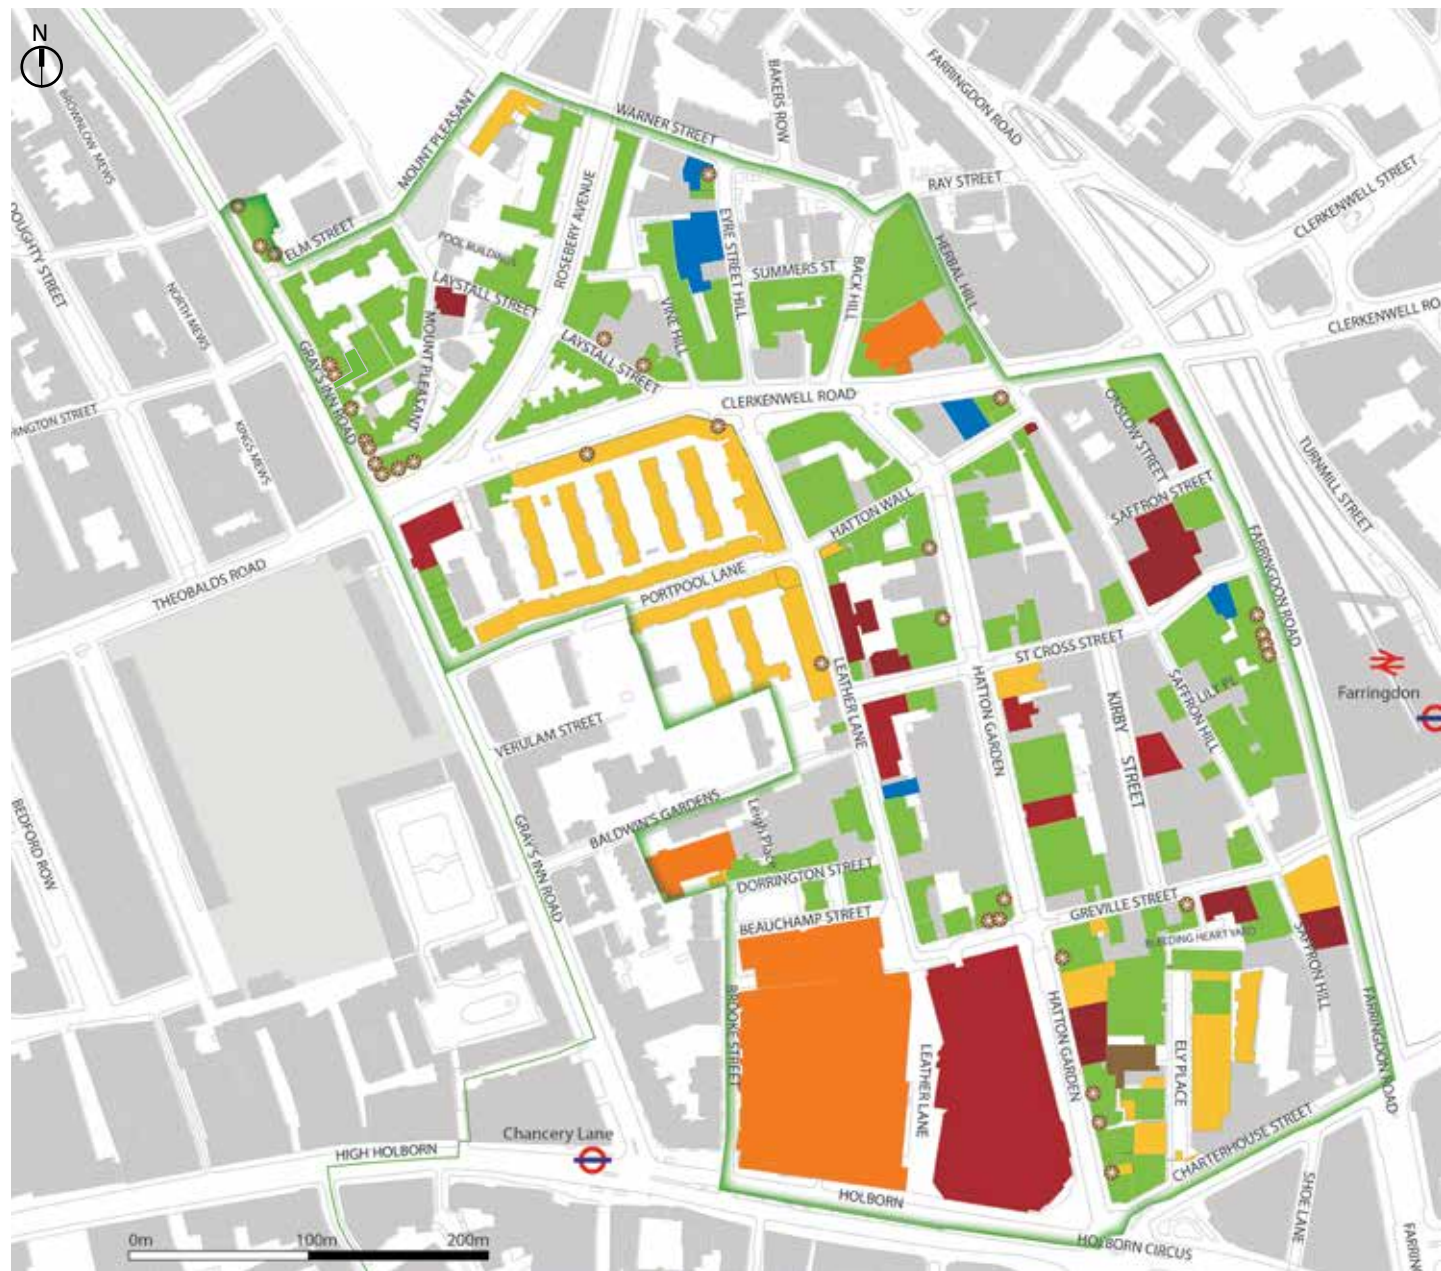 N
BROWNLOW MEWS
MOUNT PLEASANT
WARNER STREET
BAKERS ROW
FARRINGDON ROAD
RAY STREET
CLERKENWELL STREET
DOUGHTY STREET
ELM STREET
ROSEBERY AVENUE
EYRE STREET HILL
HERBAL HILL
POOL BUILDINGS
SUMMERS ST
BACK HILL
LAYSTALL STREET
NORTH MEWS
VINE HILL
MOUNT PLEASANT
LAYSTALL STREET
GRAY'S INN ROAD
CLERKENWELL RO
CLERKENWELL ROAD
HINGTON STREET
KINGS MEWS
ONSLOW STREET
TURNMILL STREET
HATTON WALL
SAFFRON STREET
FARRINGDON ROAD
THEOBALDS ROAD
PORTPOOL LANE
ST CROSS STREET
LEATHER LANE
HATTON GARDEN
KIRBY STREET
SAFFRON HILL
LILY PL
Farringdon
VERULAM STREET
BEDFORD ROW
GRAY'S INN ROAD
BALDWIN'S GARDENS
Leigh Place
DORRINGTON STREET
BEAUCHAMP STREET
GREVILLE STREET
BLEEDING HEART YARD
SAFFRON HILL
BROOKE STREET
LEATHER LANE
HATTON GARDEN
ELY PLACE
FARRINGDON ROAD
CHARTERHOUSE STREET
Chancery Lane
HIGH HOLBORN
HOLBORN
SHOE LANE
FARRING
HOLBORN CIRCUS
0m 100m 200m